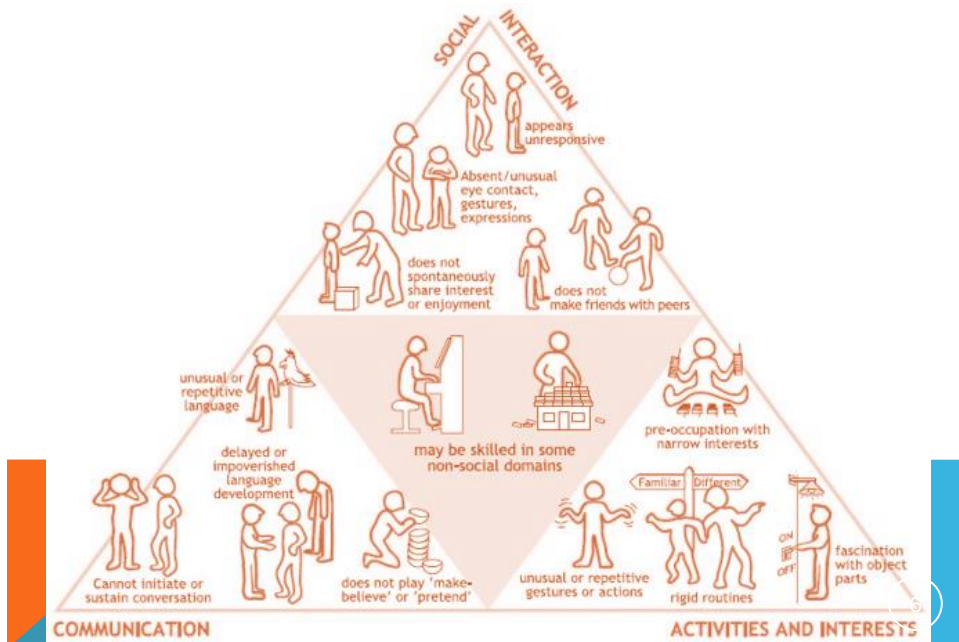 SOCIAL
INTERACTION
appears
unresponsive
Absent/unusual
eye contact,
gestures,
expressions
does not
spontaneously
share interest
or enjoyment
does not
make friends with peers
unusual or
repetitive
language
may be skilled in some
non-social domains
pre-occupation with
narrow interests
delayed or
impoverished
language
development
Cannot initiate or
sustain conversation
does not play 'make-
believe' or 'pretend'
unusual or repetitive
gestures or actions
Familiar Different
rigid routines
ON
OFF
fascination
with object
parts
6
COMMUNICATION
ACTIVITIES AND INTERESTS